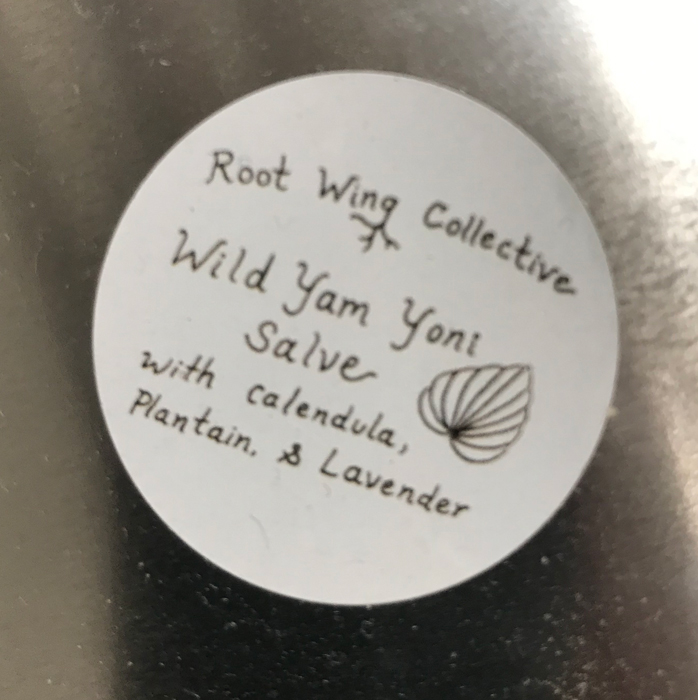 Root Wing Collective
Wild Yam Yoni
Salve
with calendula,
Plantain, & Lavender